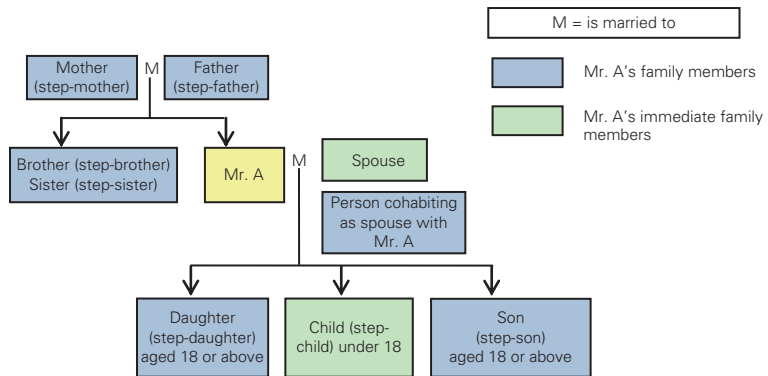 M = is married to
Mother
(step-mother)
M
Father
(step-father)
Mr. A's family members
Mr. A's immediate family
members
Brother (step-brother)
Sister (step-sister)
Mr. A
M
Spouse
Person cohabiting
as spouse with
Mr. A
Daughter
(step-daughter)
aged 18 or above
Child (step-
child) under 18
Son
(step-son)
aged 18 or above